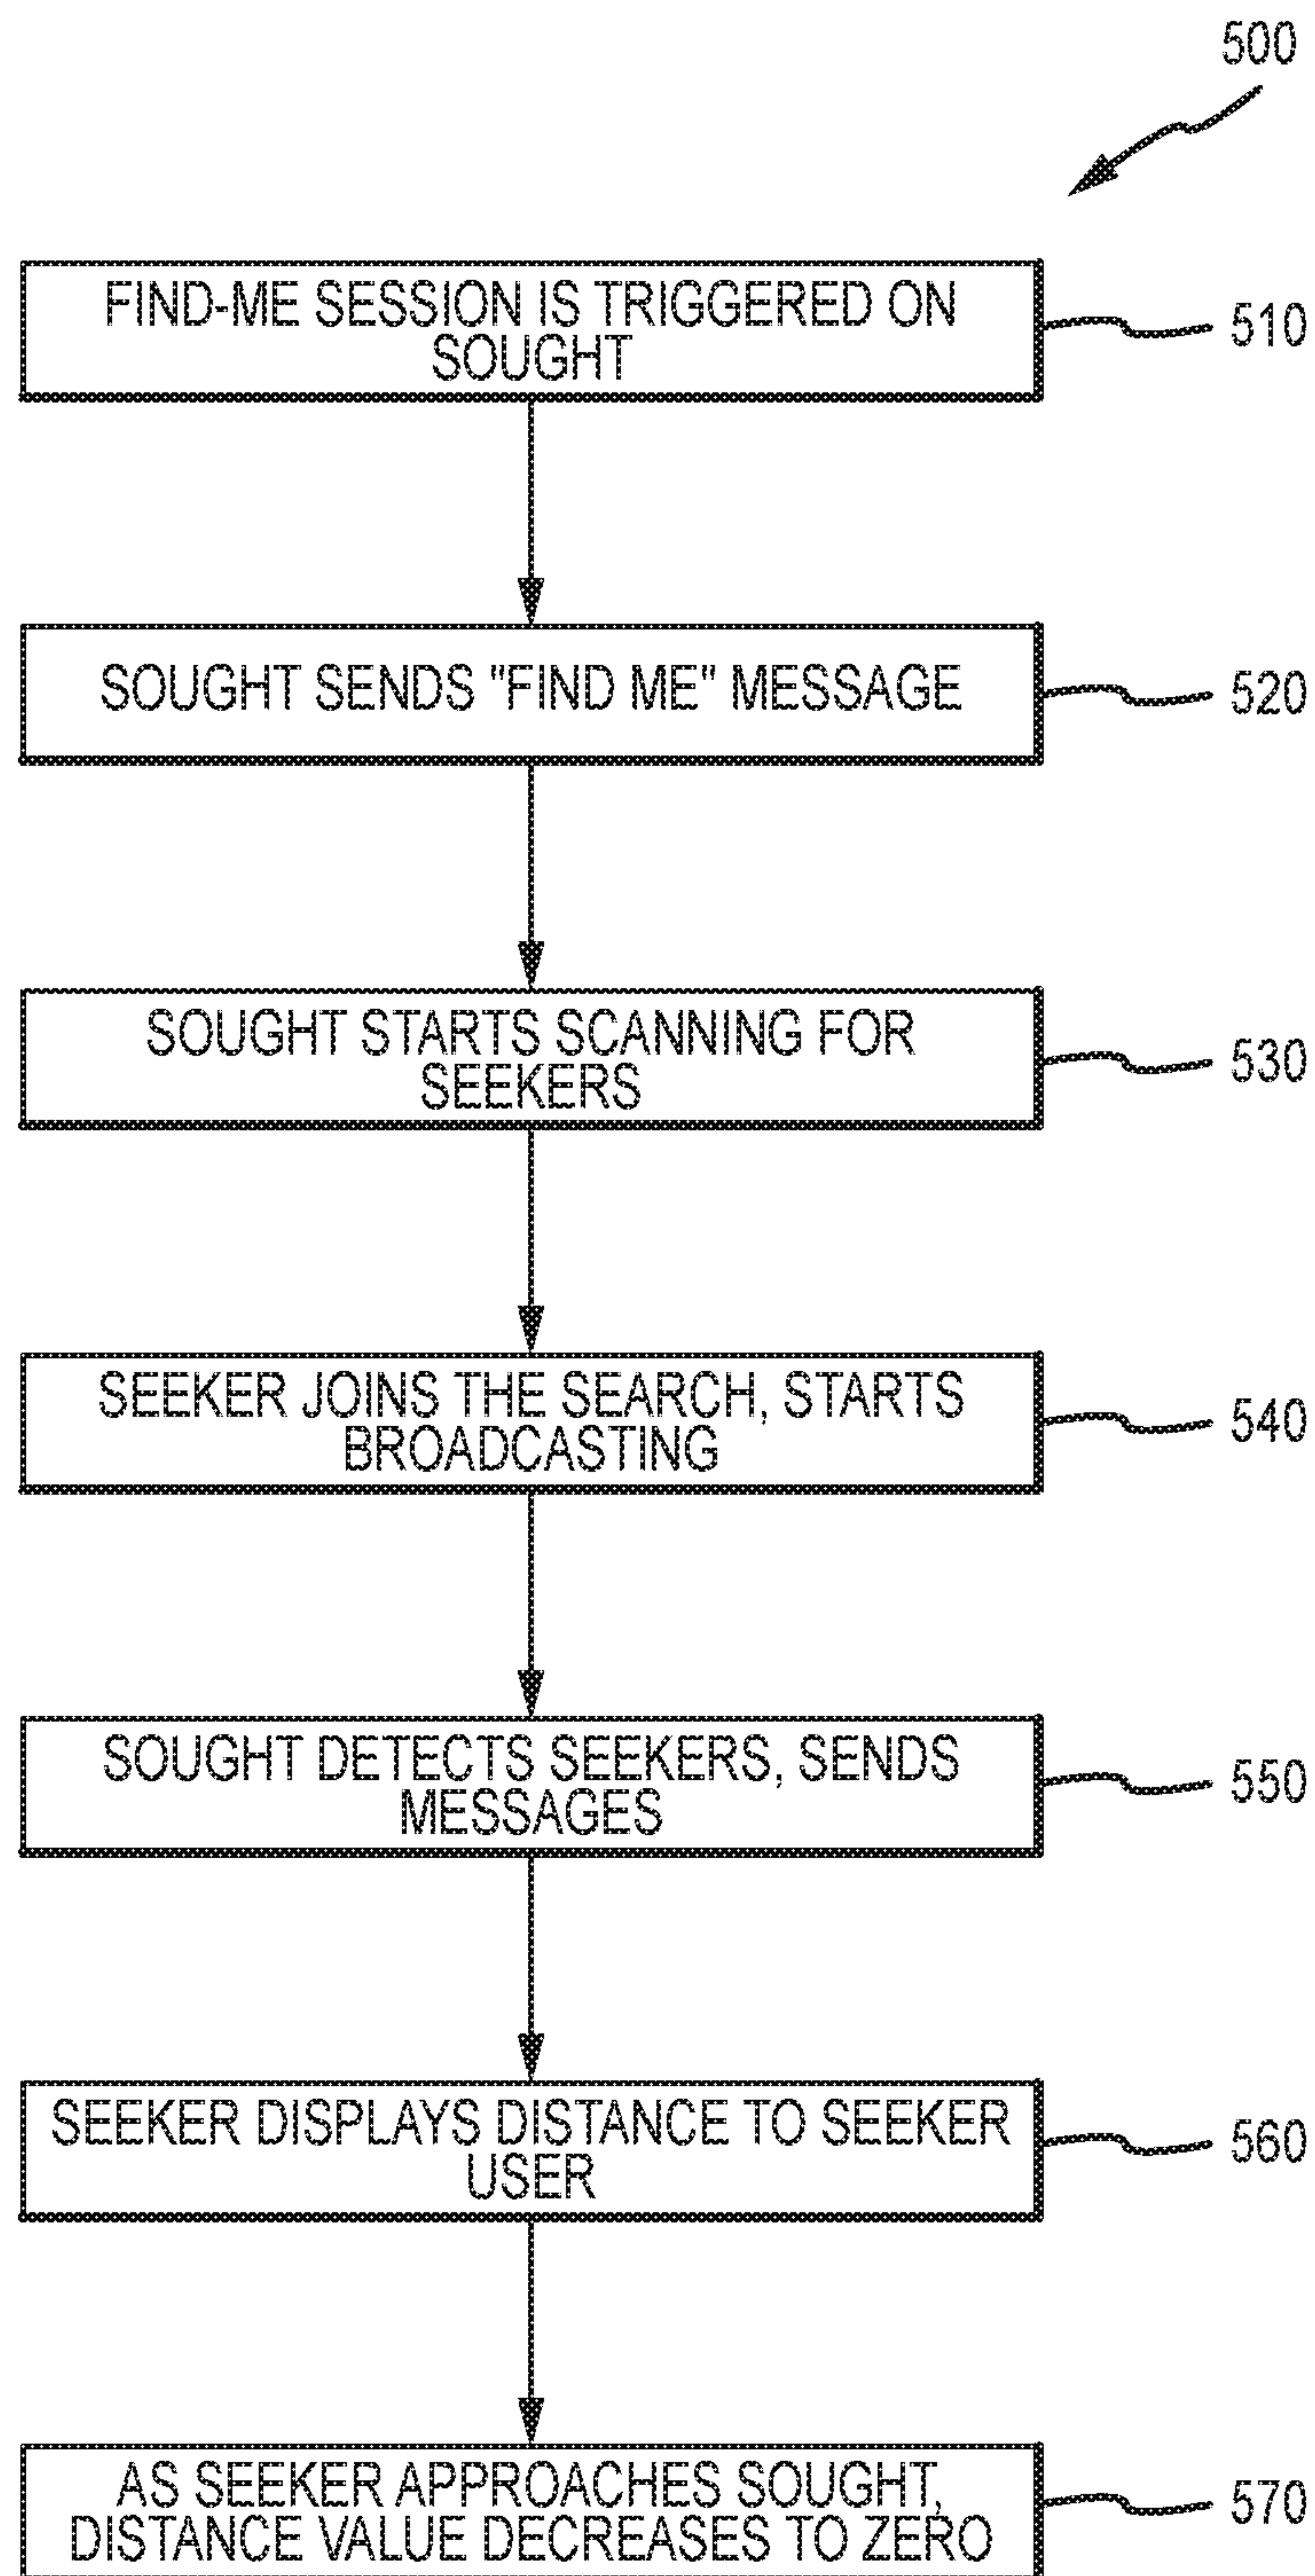 500
FIND-ME SESSION IS TRIGGERED ON
SOUGHT
510
SOUGHT SENDS "FIND ME" MESSAGE
520
SOUGHT STARTS SCANNING FOR
SEEKERS
530
SEEKER JOINS THE SEARCH, STARTS
BROADCASTING
540
SOUGHT DETECTS SEEKERS, SENDS
MESSAGES
550
SEEKER DISPLAYS DISTANCE TO SEEKER
USER
560
AS SEEKER APPROACHES SOUGHT,
DISTANCE VALUE DECREASES TO ZERO
570